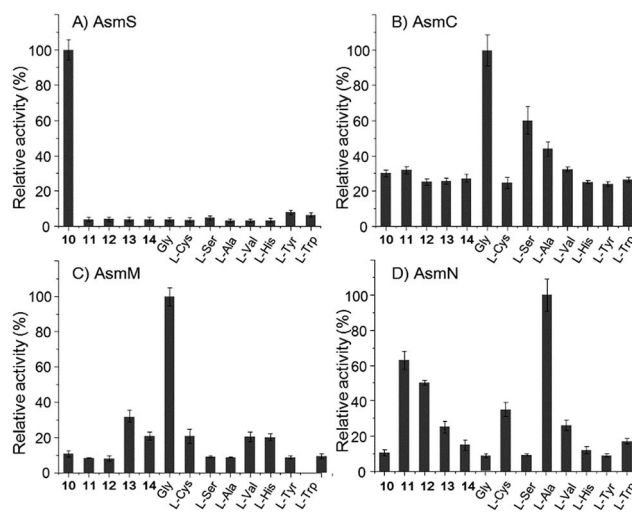 A) AsmS
Relative activity (%)
100
80
60
40
20
0
10 11 12 13 14 Gly L-Cys L-Ser L-Ala L-Val L-His L-Tyr L-Trp
B) AsmC
Relative activity (%)
100
80
60
40
20
0
10 11 12 13 14 Gly L-Cys L-Ser L-Ala L-Val L-His L-Tyr L-Trp
C) AsmM
Relative activity (%)
100
80
60
40
20
0
10 11 12 13 14 Gly L-Cys L-Ser L-Ala L-Val L-His L-Tyr L-Trp
D) AsmN
Relative activity (%)
100
80
60
40
20
0
10 11 12 13 14 Gly L-Cys L-Ser L-Ala L-Val L-His L-Tyr L-Trp